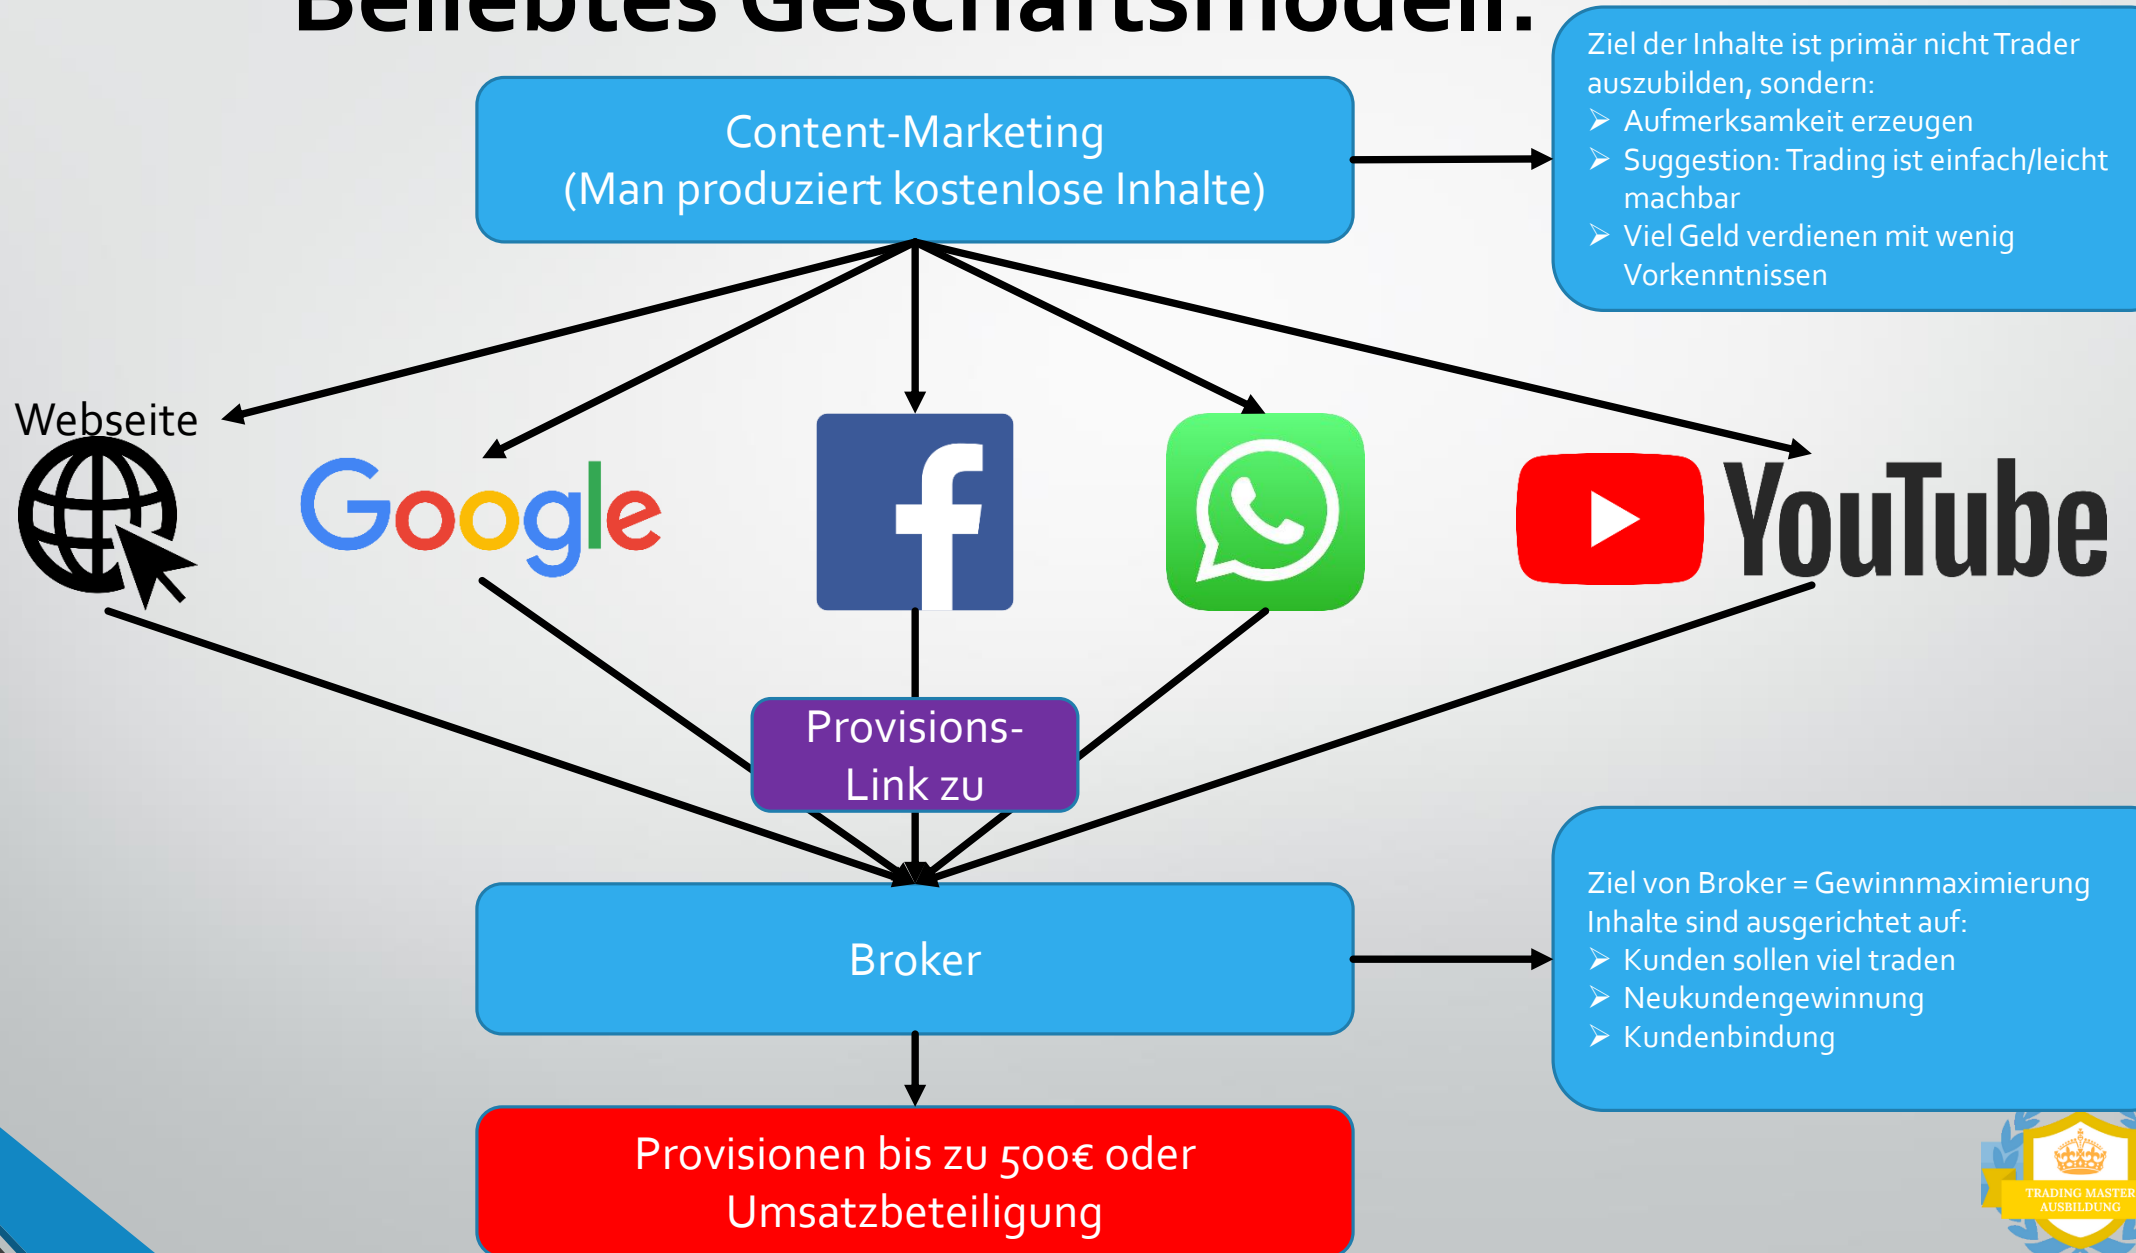 Beliebtes Geschäftsmodell:
Content-Marketing
(Man produziert kostenlose Inhalte)
Ziel der Inhalte ist primär nicht Trader
auszubilden, sondern:
Aufmerksamkeit erzeugen
Suggestion: Trading ist einfach/leicht
machbar
Viel Geld verdienen mit wenig
Vorkenntnissen
Webseite
Google
YouTube
Provisions-
Link zu
Broker
Ziel von Broker = Gewinnmaximierung
Inhalte sind ausgerichtet auf:
Kunden sollen viel traden
Neukundengewinnung
Kundenbindung
Provisionen bis zu 500€ oder
Umsatzbeteiligung
TRADING MASTER
AUSBILDUNG